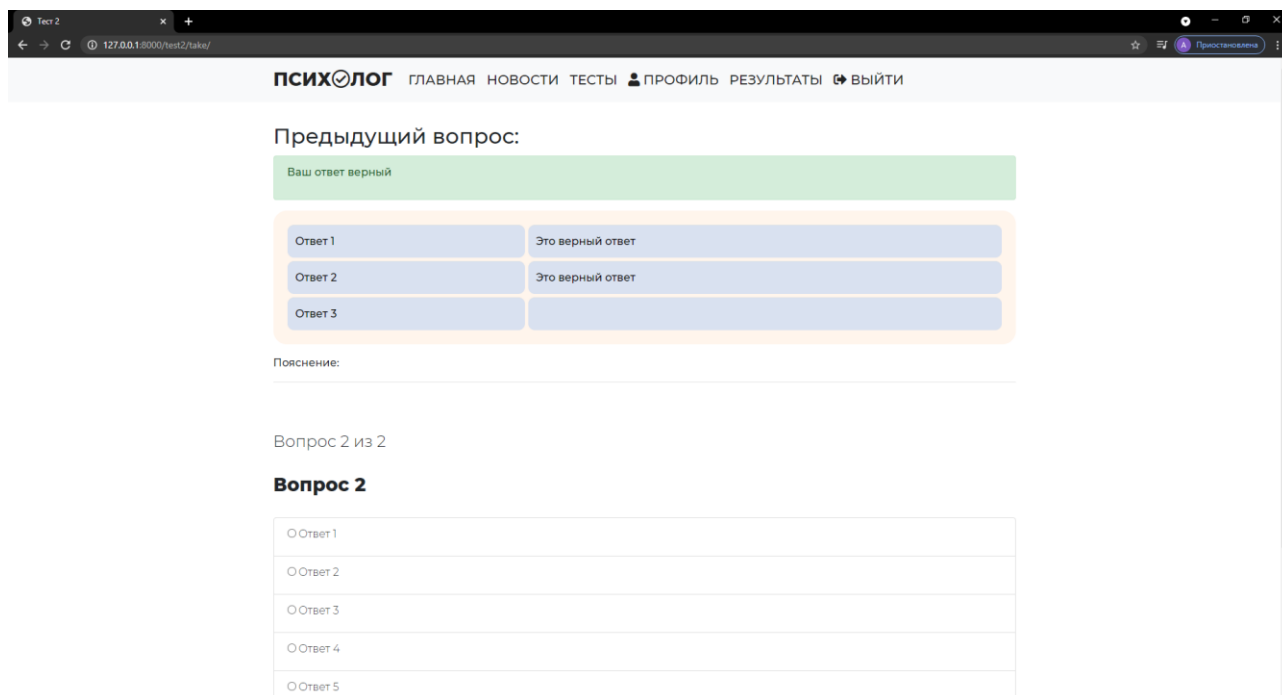 Тест 2
127.0.0.1:8000/test2/take/
А Приостановлена
ПСИХОЛОГ ГЛАВНАЯ НОВОСТИ ТЕСТЫ ПРОФИЛЬ РЕЗУЛЬТАТЫ ВЫЙТИ
Предыдущий вопрос:
Ваш ответ верный
Ответ 1 Это верный ответ
Ответ 2 Это верный ответ
Ответ 3
Пояснение:
Вопрос 2 из 2
Вопрос 2
Ответ 1
Ответ 2
Ответ 3
Ответ 4
Ответ 5